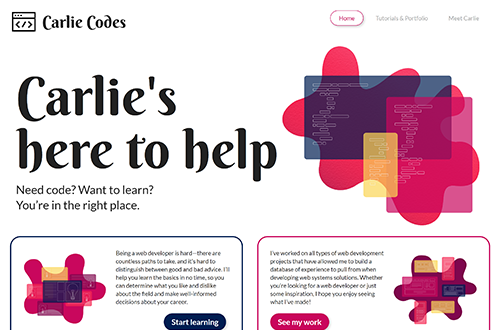 Carlie Codes
Home
Tutorials & Portfolio
Meet Carlie
Carlie's
here to help
Need code? Want to learn?
You're in the right place.
Being a web developer is hard – there are
countless paths to take, and it's hard to
distinguish between good and bad advice. I'll
help you learn the basics in no time, so you
can determine what you like and dislike
about the field and make well-informed
decisions about your career.
Start learning
I've worked on all types of web development
projects that have allowed me to build a
database of experience to pull from when
developing web systems solutions. Whether
you're looking for a web developer or just
some inspiration, I hope you enjoy seeing
what I've made!
See my work